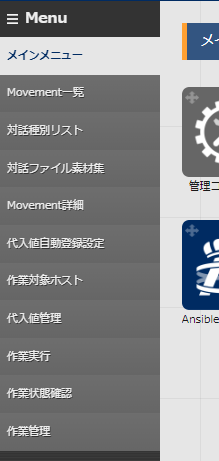 Menu
メインメニュー
Movement一覧
対話種別リスト
対話ファイル素材集
Movement詳細
代入値自動登録設定
作業対象ホスト
代入値管理
作業実行
作業状態確認
作業管理
メイ
管理コ
Ansible